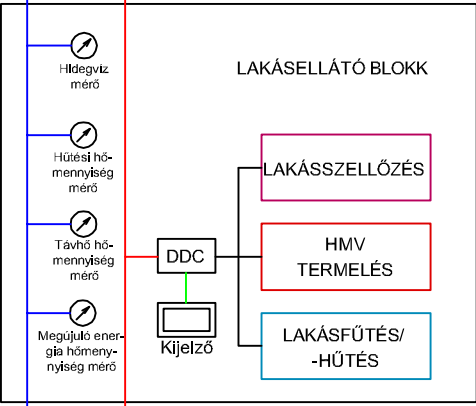 Hidegvíz
mérő
LAKÁSELLÁTÓ BLOKK
Hűtési hő-
mennyiség
mérő
LAKÁSSZELLŐZÉS
Távhő hő-
mennyiség
mérő
DDC
HMV
TERMELÉS
Megújuló ener-
gia hőmeny-
nyiség mérő
Kijelző
LAKÁSFŰTÉS/
-HŰTÉS